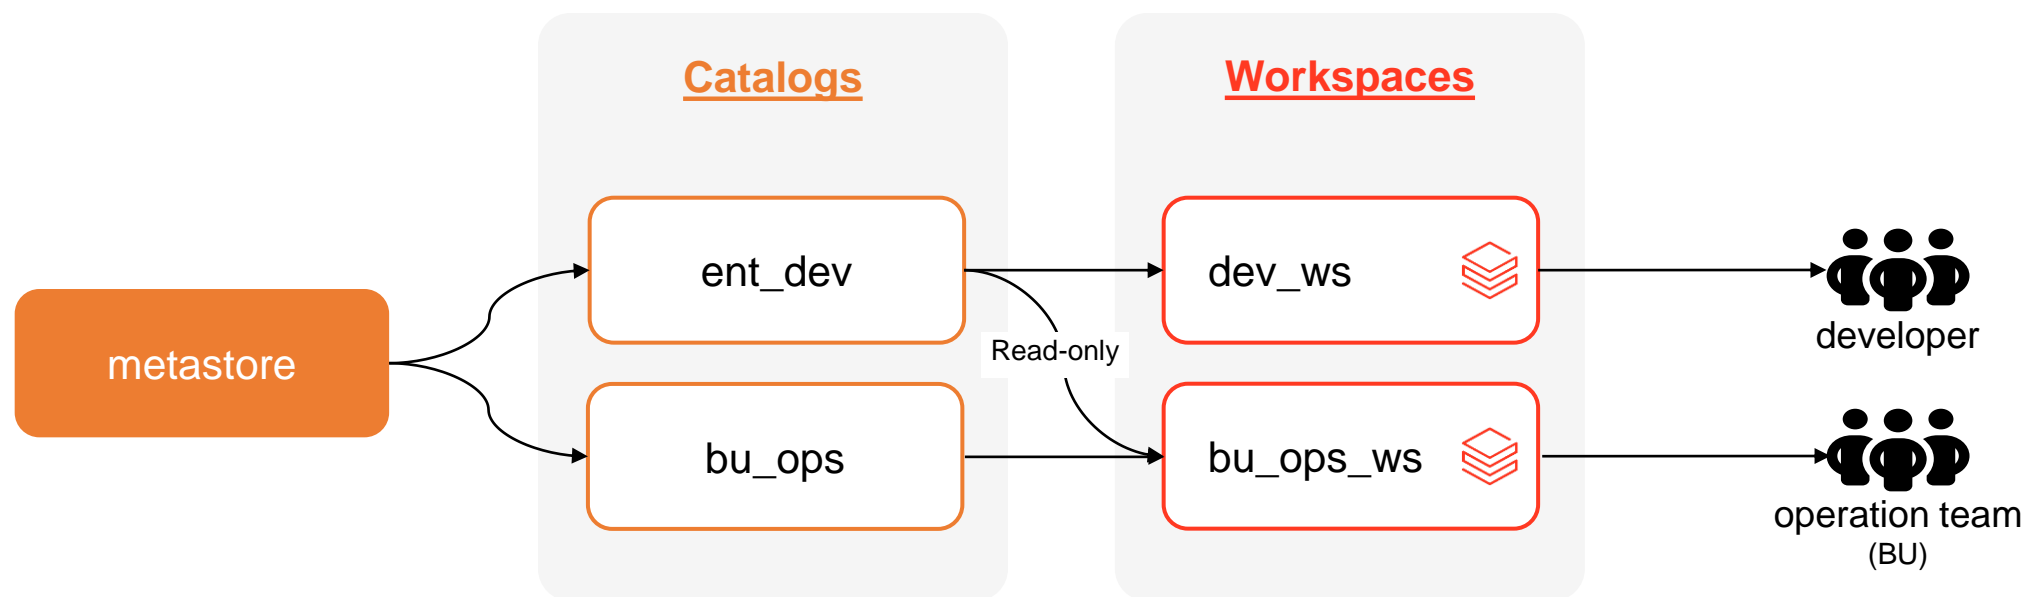 Catalogs
Workspaces
metastore
ent_dev
dev_ws
developer
Read-only
bu_ops
bu_ops_ws
operation team
(BU)